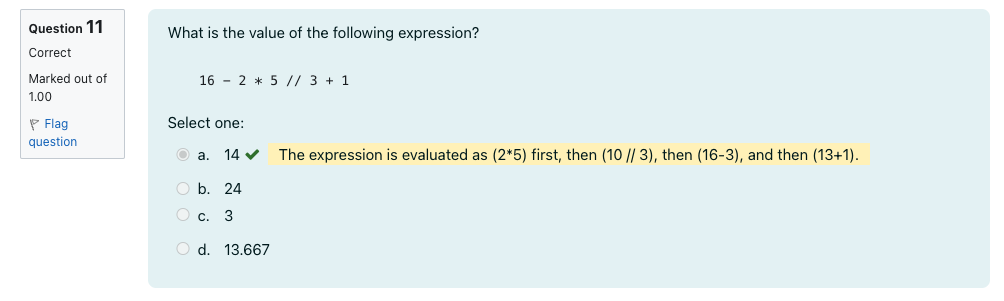 Question 11
Correct
Marked out of
1.00
Flag
question
What is the value of the following expression?
16 - 2 * 5 // 3 + 1
Select one:
a. 14 The expression is evaluated as (2*5) first, then (10 // 3), then (16-3), and then (13+1).
b. 24
c. 3
d. 13.667